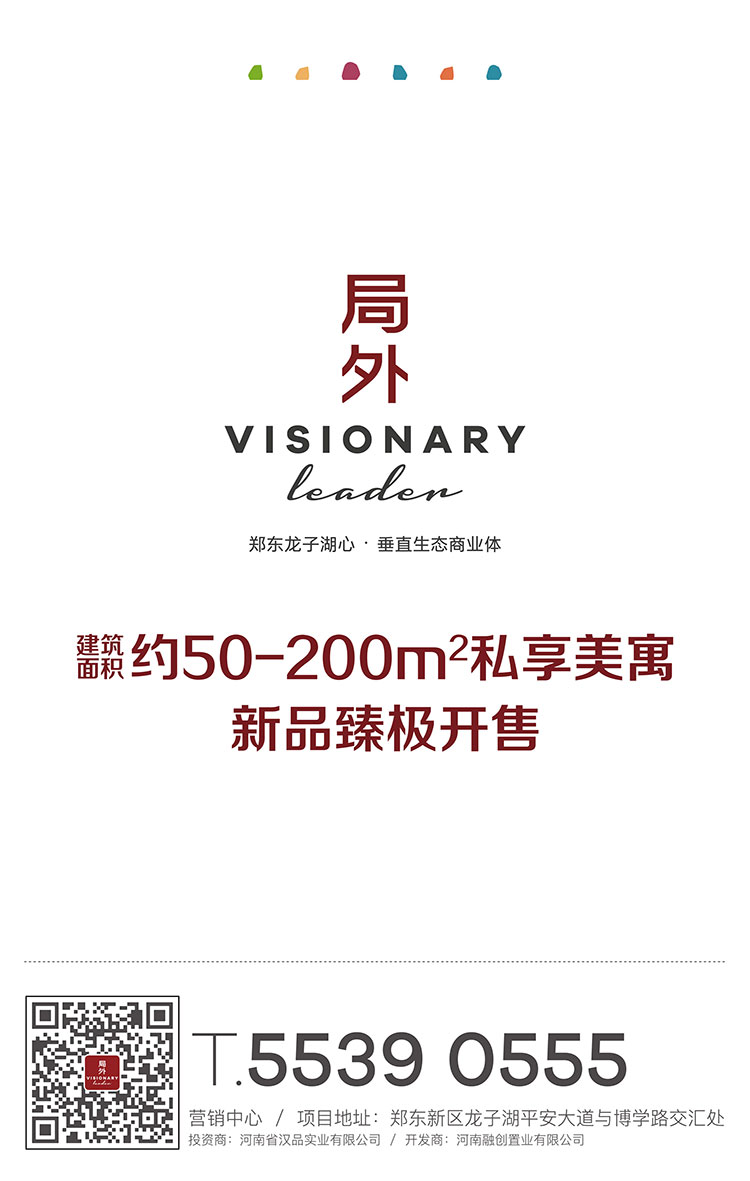 局
外
VISIONARY
leader
郑东龙子湖心 · 垂直生态商业体
建筑面积 约50-200m²私享美寓
新品臻极开售
局
外
VISIONARY
leader
T.5539 0555
营销中心 / 项目地址：郑东新区龙子湖平安大道与博学路交汇处
投资商：河南省汉品实业有限公司 / 开发商：河南融创置业有限公司